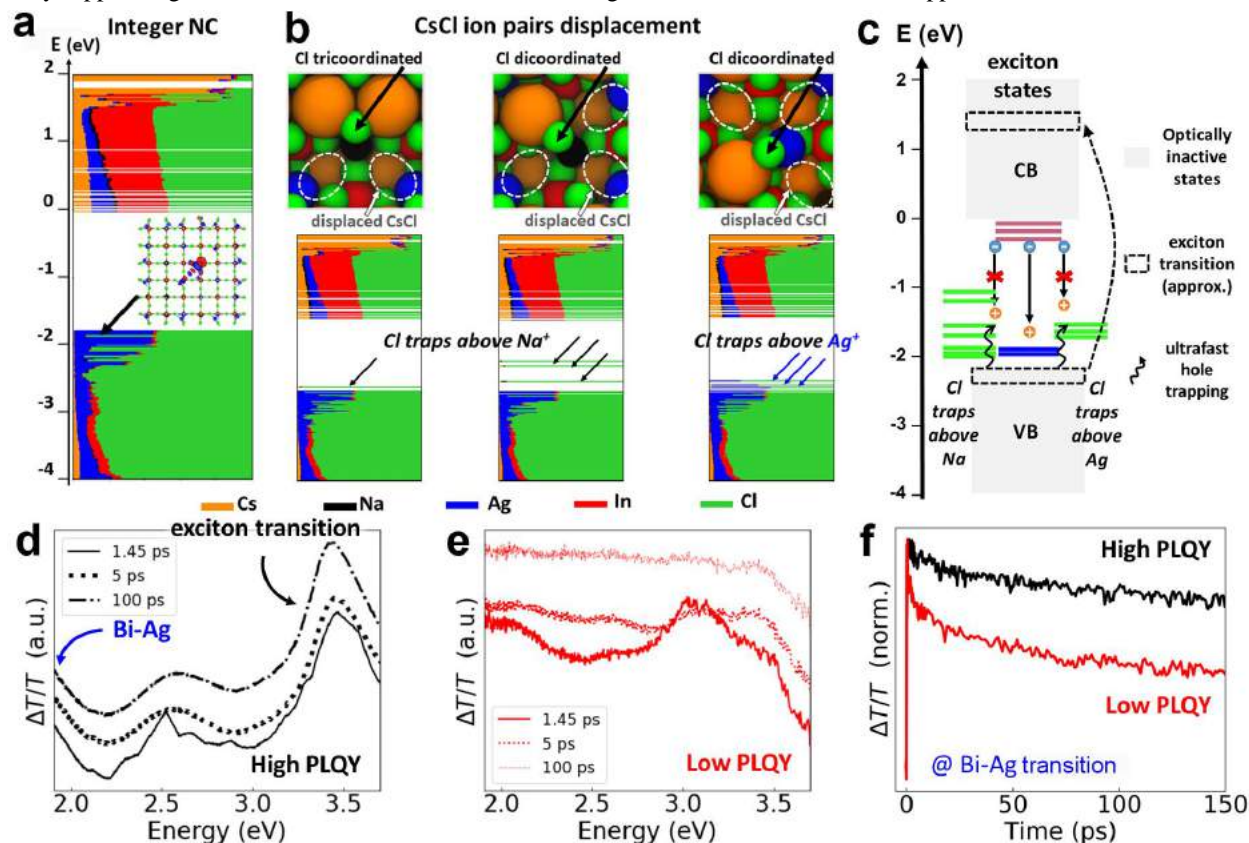 a
Integer NC
E (eV)
2
1
0
-1
-2
-3
-4
b
CsCl ion pairs displacement
Cl tricoordinated
Cl dicoordinated
Cl dicoordinated
displaced CsCl
displaced CsCl
displaced CsCl
Cl traps above Na⁺
Cl traps above Ag⁺
Cs
Na
Ag
In
Cl
c
E (eV)
2
1
0
-1
-2
-3
-4
exciton
states
CB
VB
Cl
traps
above
Na
Cl
traps
above
Ag
Optically
inactive
states
exciton
transition
(approx.)
ultrafast
hole
trapping
d
exciton transition
1.45 ps
5 ps
100 ps
Bi-Ag
High PLQY
ΔT/T (a.u.)
2.0 2.5 3.0 3.5
Energy (eV)
e
ΔT/T (a.u.)
1.45 ps
5 ps
100 ps
Low PLQY
2.0 2.5 3.0 3.5
Energy (eV)
f
High PLQY
Low PLQY
@ Bi-Ag transition
ΔT/T (norm.)
0 50 100 150
Time (ps)